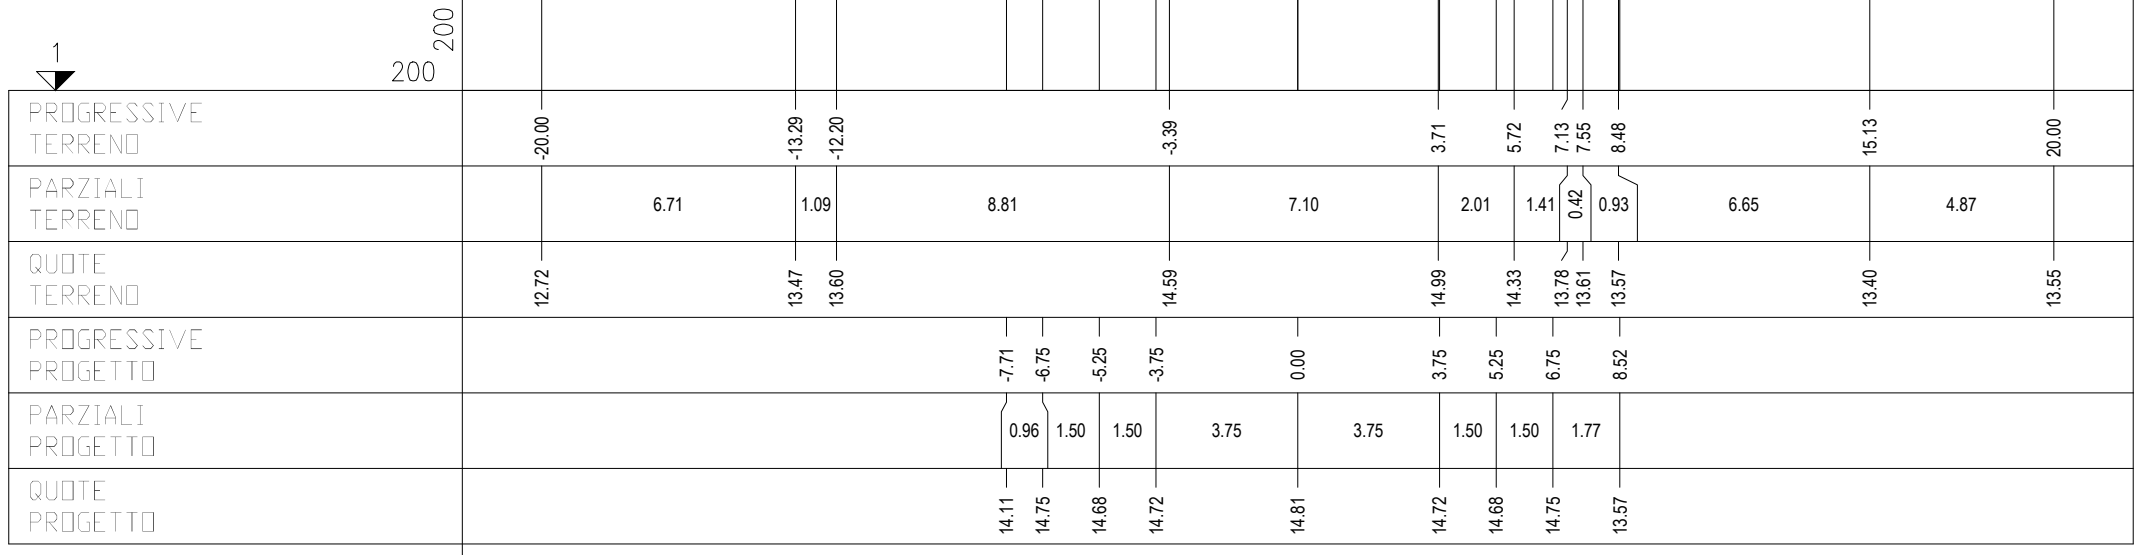 200
1
200
PROGRESSIVE
TERRENO
-20.00 -13.29 -12.20 -3.39 3.71 5.72 7.13 7.55 8.48 15.13 20.00
PARZIALI
TERRENO
6.71 1.09 8.81 7.10 2.01 1.41 0.42 0.93 6.65 4.87
QUOTE
TERRENO
12.72 13.47 13.60 14.59 14.99 14.33 13.78 13.61 13.57 13.40 13.55
PROGRESSIVE
PROGETTO
-7.71 -6.75 -5.25 -3.75 0.00 3.75 5.25 6.75 8.52
PARZIALI
PROGETTO
0.96 1.50 1.50 3.75 3.75 1.50 1.50 1.77
QUOTE
PROGETTO
14.11 14.75 14.68 14.72 14.81 14.72 14.68 14.75 13.57